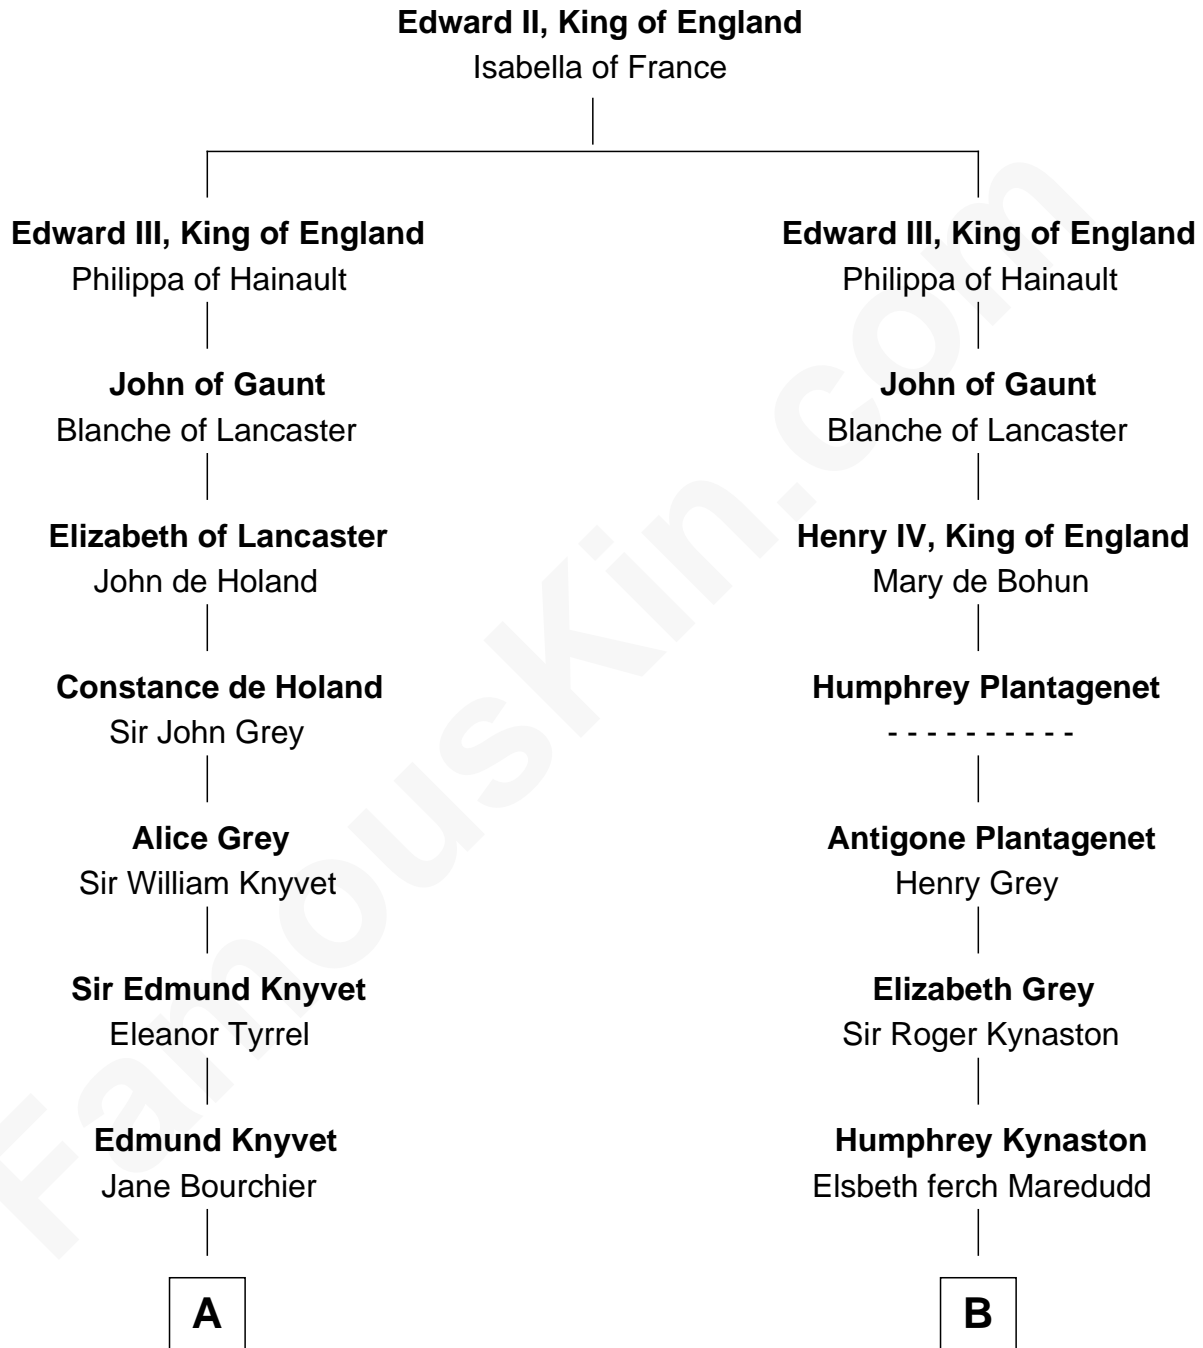 Edward II, King of England
Isabella of France
Edward III, King of England
Philippa of Hainault
John of Gaunt
Blanche of Lancaster
Elizabeth of Lancaster
John de Holand
Constance de Holand
Sir John Grey
Alice Grey
Sir William Knyvet
Sir Edmund Knyvet
Eleanor Tyrrel
Edmund Knyvet
Jane Bourchier
A
Edward III, King of England
Philippa of Hainault
John of Gaunt
Blanche of Lancaster
Henry IV, King of England
Mary de Bohun
Humphrey Plantagenet
- - - - - - - - - -
Antigone Plantagenet
Henry Grey
Elizabeth Grey
Sir Roger Kynaston
Humphrey Kynaston
Elsbeth ferch Maredudd
B
FamousKin.com